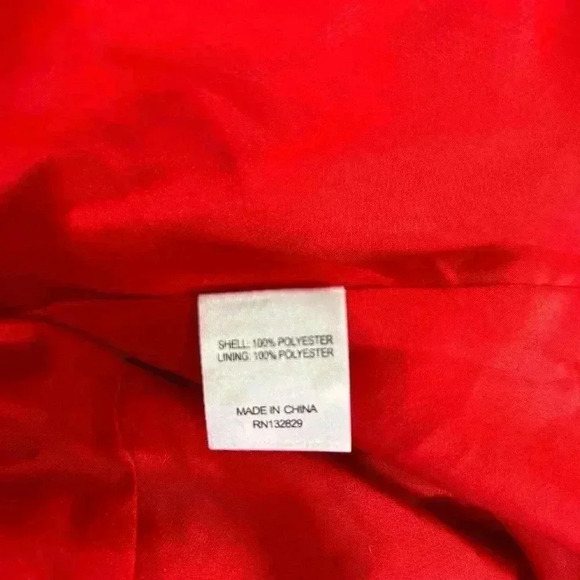 SHELL: 100% POLYESTER
LINING: 100% POLYESTER
MADE IN CHINA
RN132829